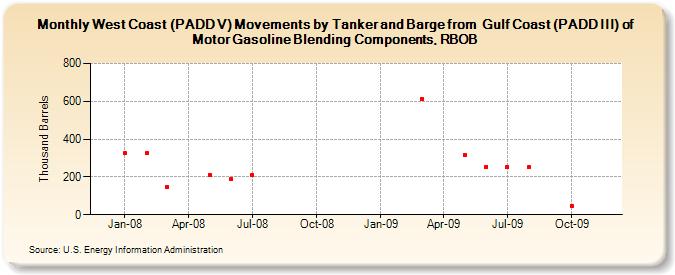 Monthly West Coast (PADD V) Movements by Tanker and Barge from Gulf Coast (PADD III) of
Motor Gasoline Blending Components, RBOB
Thousand Barrels
800
600
400
200
0
Jan-08 Apr-08 Jul-08 Oct-08 Jan-09 Apr-09 Jul-09 Oct-09
Source: U.S. Energy Information Administration